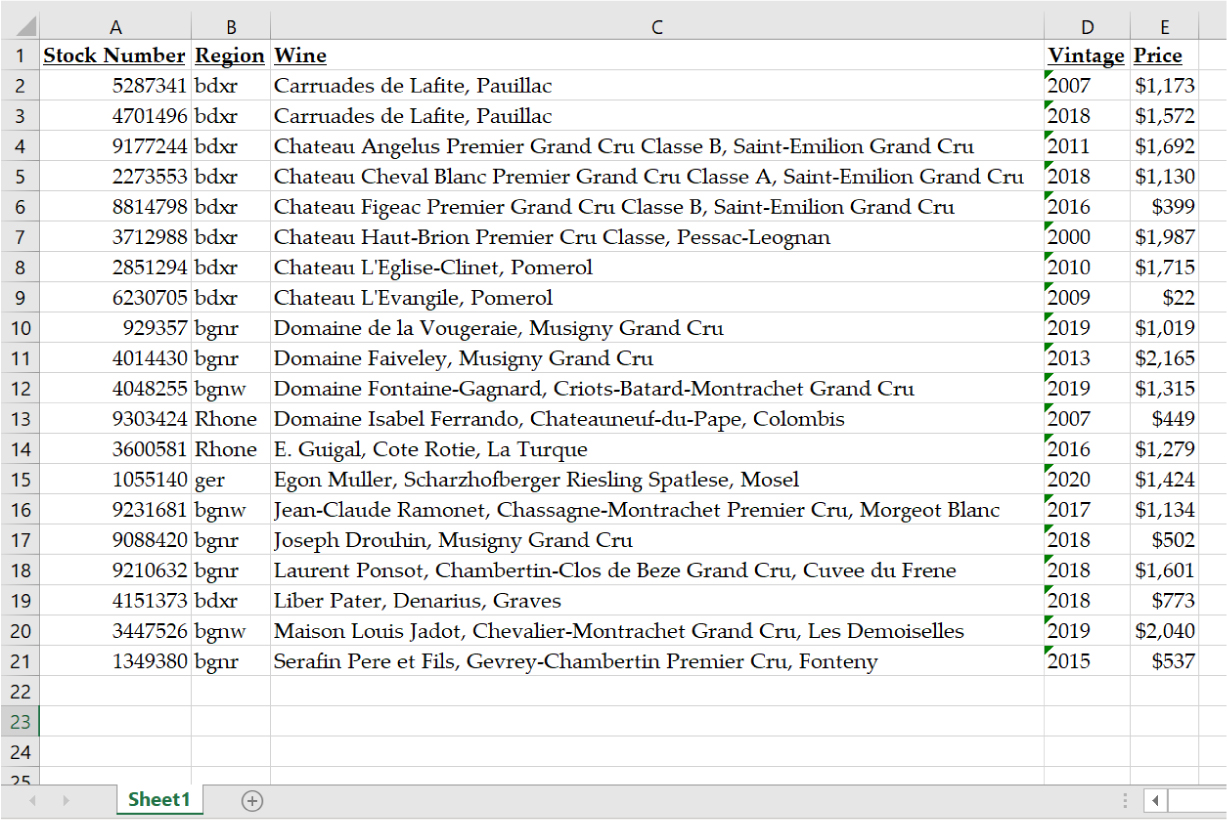 A B C D E
1 Stock Number Region Wine Vintage Price
2 5287341 bdxr Carruades de Lafite, Pauillac 2007 $1,173
3 4701496 bdxr Carruades de Lafite, Pauillac 2018 $1,572
4 9177244 bdxr Chateau Angelus Premier Grand Cru Classe B, Saint-Emilion Grand Cru 2011 $1,692
5 2273553 bdxr Chateau Cheval Blanc Premier Grand Cru Classe A, Saint-Emilion Grand Cru 2018 $1,130
6 8814798 bdxr Chateau Figeac Premier Grand Cru Classe B, Saint-Emilion Grand Cru 2016 $399
7 3712988 bdxr Chateau Haut-Brion Premier Cru Classe, Pessac-Leognan 2000 $1,987
8 2851294 bdxr Chateau L'Eglise-Clinet, Pomerol 2010 $1,715
9 6230705 bdxr Chateau L'Evangile, Pomerol 2009 $22
10 929357 bgnr Domaine de la Vougeraie, Musigny Grand Cru 2019 $1,019
11 4014430 bgnr Domaine Faiveley, Musigny Grand Cru 2013 $2,165
12 4048255 bgnw Domaine Fontaine-Gagnard, Criots-Batard-Montrachet Grand Cru 2019 $1,315
13 9303424 Rhone Domaine Isabel Ferrando, Chateauneuf-du-Pape, Colombis 2007 $449
14 3600581 Rhone E. Guigal, Cote Rotie, La Turque 2016 $1,279
15 1055140 ger Egon Muller, Scharzhofberger Riesling Spatlese, Mosel 2020 $1,424
16 9231681 bgnw Jean-Claude Ramonet, Chassagne-Montrachet Premier Cru, Morgeot Blanc 2017 $1,134
17 9088420 bgnr Joseph Drouhin, Musigny Grand Cru 2018 $502
18 9210632 bgnr Laurent Ponsot, Chambertin-Clos de Beze Grand Cru, Cuvee du Frene 2018 $1,601
19 4151373 bdxr Liber Pater, Denarius, Graves 2018 $773
20 3447526 bgnw Maison Louis Jadot, Chevalier-Montrachet Grand Cru, Les Demoiselles 2019 $2,040
21 1349380 bgnr Serafin Pere et Fils, Gevrey-Chambertin Premier Cru, Fonteny 2015 $537
22
23
24
25
Sheet1